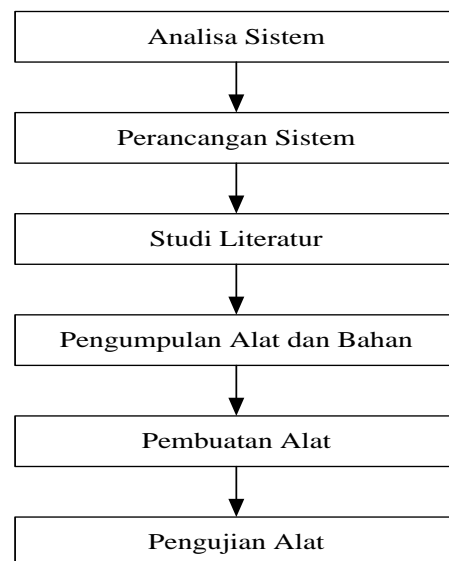 Analisa Sistem
Perancangan Sistem
Studi Literatur
Pengumpulan Alat dan Bahan
Pembuatan Alat
Pengujian Alat